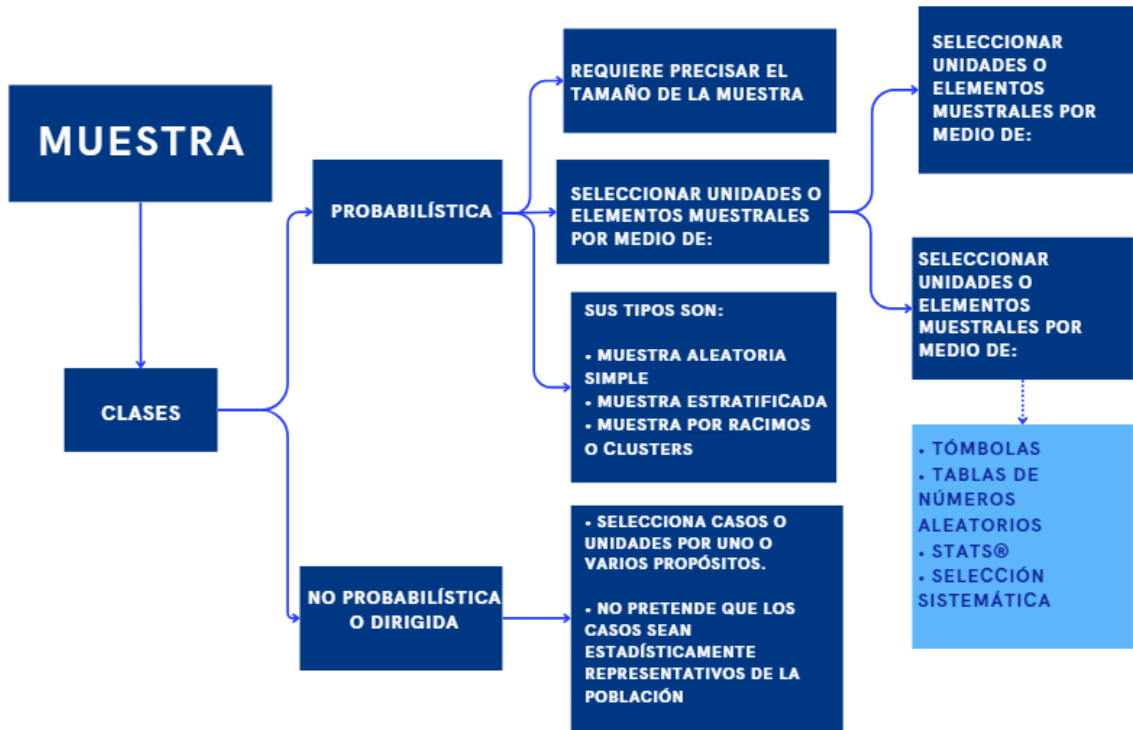 MUESTRA
CLASES
PROBABILÍSTICA
REQUIERE PRECISAR EL
TAMAÑO DE LA MUESTRA
SELECCIONAR UNIDADES O
ELEMENTOS MUESTRALES
POR MEDIO DE:
SELECCIONAR
UNIDADES O
ELEMENTOS
MUESTRALES POR
MEDIO DE:
SELECCIONAR
UNIDADES O
ELEMENTOS
MUESTRALES POR
MEDIO DE:
• TÓMBOLAS
• TABLAS DE
NÚMEROS
ALEATORIOS
• STATS®
• SELECCIÓN
SISTEMÁTICA
SUS TIPOS SON:
• MUESTRA ALEATORIA
SIMPLE
• MUESTRA ESTRATIFICADA
• MUESTRA POR RACIMOS
O CLUSTERS
NO PROBABILÍSTICA
O DIRIGIDA
• SELECCIONA CASOS O
UNIDADES POR UNO O
VARIOS PROPÓSITOS.
• NO PRETENDE QUE LOS
CASOS SEAN
ESTADÍSTICAMENTE
REPRESENTATIVOS DE LA
POBLACIÓN